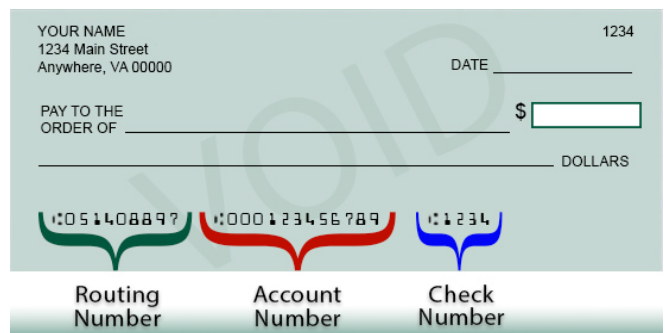 YOUR NAME 1234
1234 Main Street
Anywhere, VA 00000
DATE
PAY TO THE
ORDER OF $
DOLLARS
VOID
⑆051408897 ⑆000123456789 ⑆1234
Routing Number
Account Number
Check Number